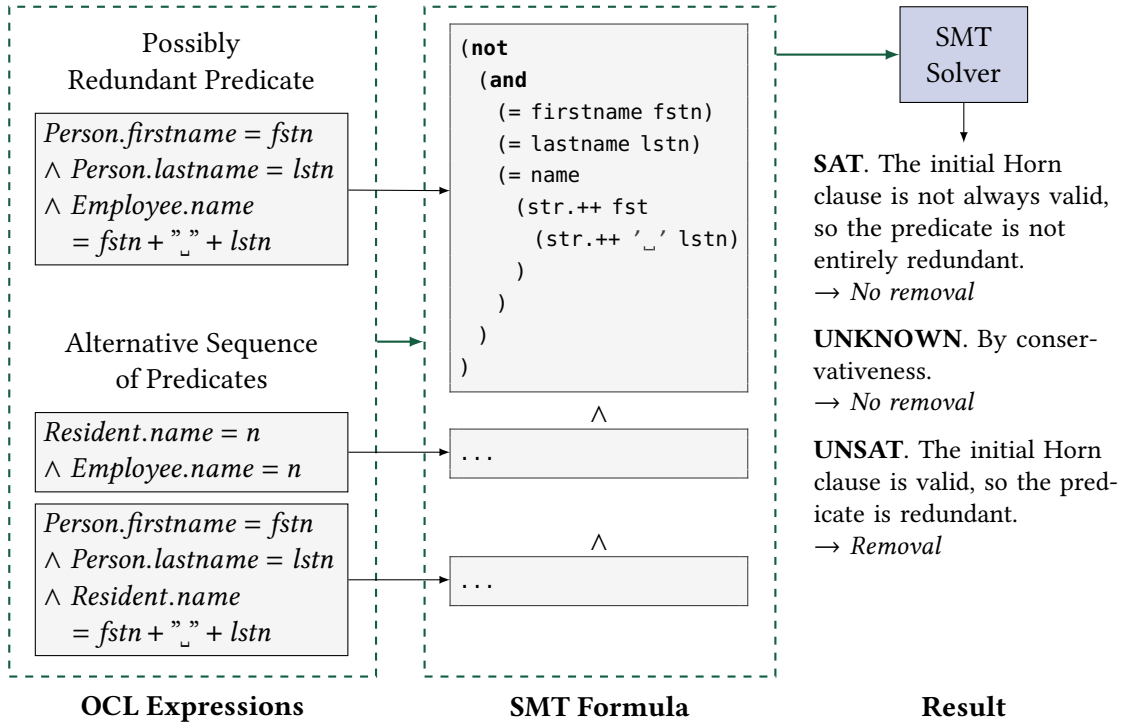 Possibly
Redundant Predicate
Person.firstname = fstn
∧ Person.lastname = lstn
∧ Employee.name
= fstn + "␣" + lstn
Alternative Sequence
of Predicates
Resident.name = n
∧ Employee.name = n
Person.firstname = fstn
∧ Person.lastname = lstn
∧ Resident.name
= fstn + "␣" + lstn
OCL Expressions
(not
(and
(= firstname fstn)
(= lastname lstn)
(= name
(str.++ fst
(str.++ '␣' lstn)
)
)
)
)
∧
...
∧
...
SMT Formula
SMT
Solver
SAT. The initial Horn
clause is not always valid,
so the predicate is not
entirely redundant.
→ No removal
UNKNOWN. By conser-
vativeness.
→ No removal
UNSAT. The initial Horn
clause is valid, so the pred-
icate is redundant.
→ Removal
Result